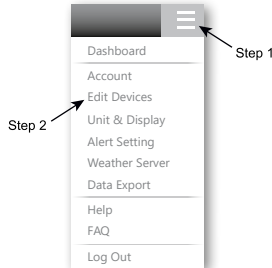 Step 1
Dashboard
Account
Edit Devices
Step 2
Unit & Display
Alert Setting
Weather Server
Data Export
Help
FAQ
Log Out